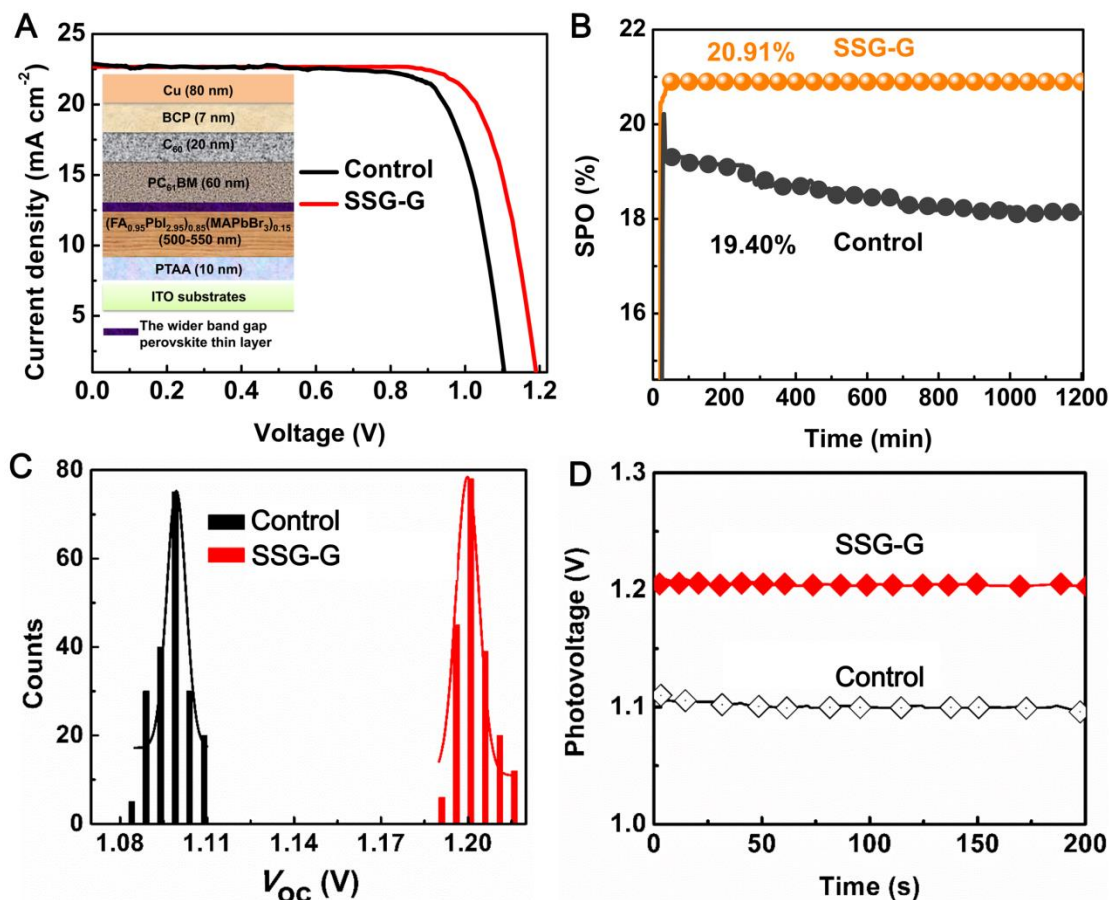 A
Current density (mA cm⁻²)
25
20
15
10
5
0.0 0.2 0.4 0.6 0.8 1.0 1.2
Voltage (V)
Cu (80 nm)
BCP (7 nm)
C₆₀ (20 nm)
PC₆₁BM (60 nm)
(FA₀.₉₅PbI₂.₉₅)₀.₈₅(MAPbBr₃)₀.₁₅
(500-550 nm)
PTAA (10 nm)
ITO substrates
The wider band gap
perovskite thin layer
Control
SSG-G
B
SPO (%)
22
21
20
18
16
0 200 400 600 800 1000 1200
Time (min)
20.91%
SSG-G
19.40%
Control
C
Counts
80
60
40
20
0
1.08 1.11 1.14 1.17 1.20
V_OC (V)
Control
SSG-G
D
Photovoltage (V)
1.3
1.2
1.1
1.0
0 50 100 150 200
Time (s)
SSG-G
Control